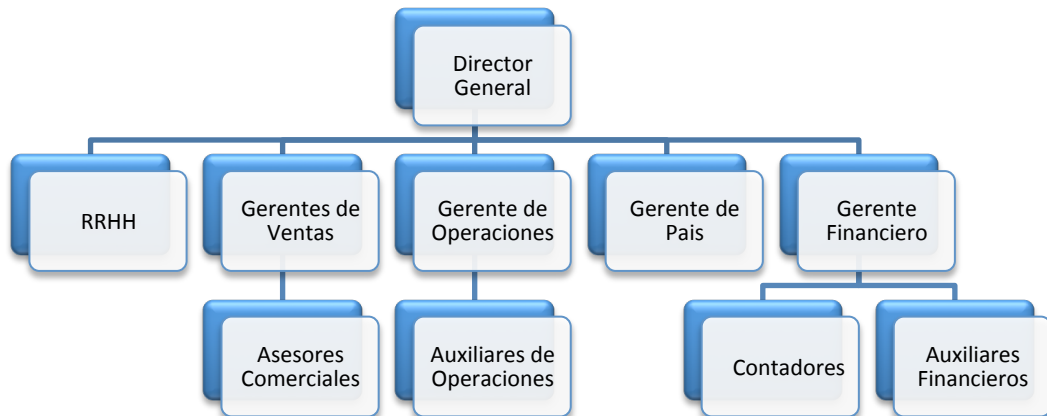 Director
General
RRHH
Gerentes de
Ventas
Gerente de
Operaciones
Gerente de
Pais
Gerente
Financiero
Asesores
Comerciales
Auxiliares de
Operaciones
Contadores
Auxiliares
Financieros